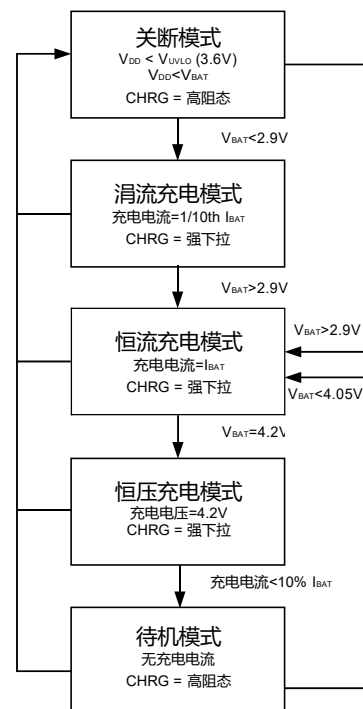 关断模式
VDD < VUVLO (3.6V)
VDD<VBAT
CHRG = 高阻态
VBAT<2.9V
涓流充电模式
充电电流=1/10th IBAT
CHRG = 强下拉
VBAT>2.9V
VBAT>2.9V
恒流充电模式
充电电流=IBAT
CHRG = 强下拉
VBAT<4.05V
VBAT=4.2V
恒压充电模式
充电电压=4.2V
CHRG = 强下拉
充电电流<10% IBAT
待机模式
无充电电流
CHRG = 高阻态